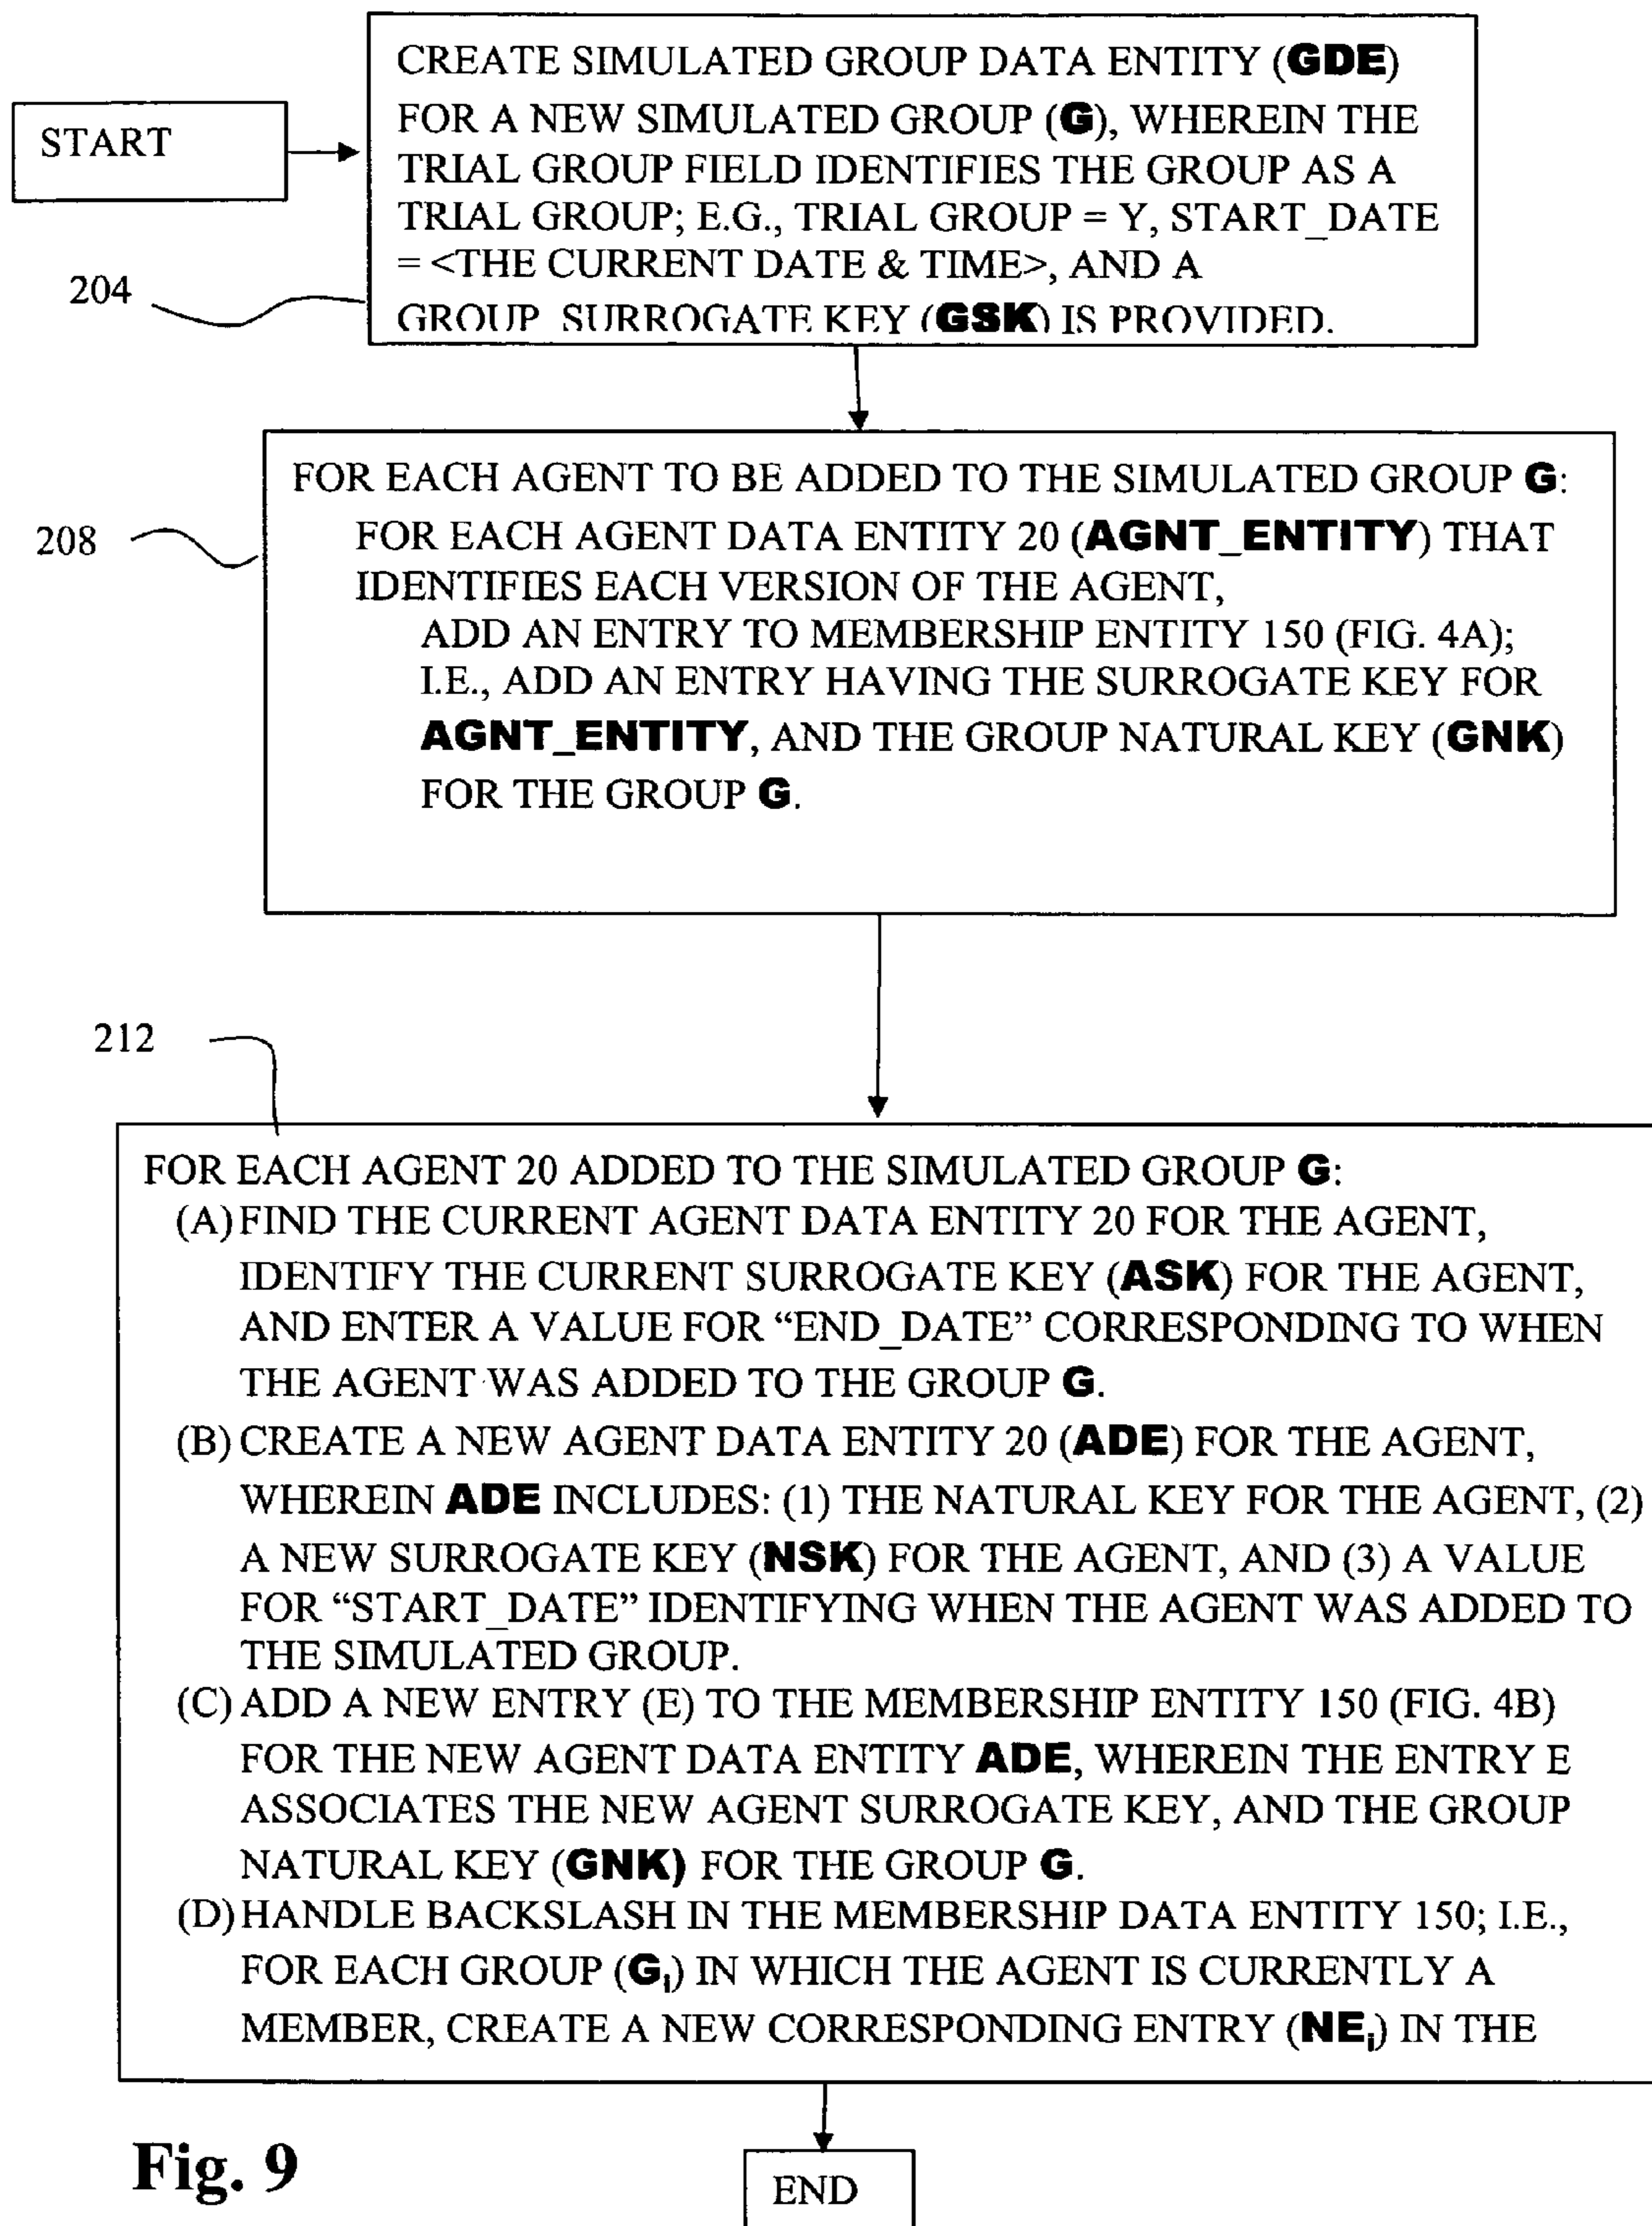 START
CREATE SIMULATED GROUP DATA ENTITY (GDE)
FOR A NEW SIMULATED GROUP (G), WHEREIN THE
TRIAL GROUP FIELD IDENTIFIES THE GROUP AS A
TRIAL GROUP; E.G., TRIAL GROUP = Y, START_DATE
= <THE CURRENT DATE & TIME>, AND A
GROUP SURROGATE KEY (GSK) IS PROVIDED.
204
208
FOR EACH AGENT TO BE ADDED TO THE SIMULATED GROUP G:
FOR EACH AGENT DATA ENTITY 20 (AGNT_ENTITY) THAT
IDENTIFIES EACH VERSION OF THE AGENT,
ADD AN ENTRY TO MEMBERSHIP ENTITY 150 (FIG. 4A);
I.E., ADD AN ENTRY HAVING THE SURROGATE KEY FOR
AGNT_ENTITY, AND THE GROUP NATURAL KEY (GNK)
FOR THE GROUP G.
212
FOR EACH AGENT 20 ADDED TO THE SIMULATED GROUP G:
(A) FIND THE CURRENT AGENT DATA ENTITY 20 FOR THE AGENT,
IDENTIFY THE CURRENT SURROGATE KEY (ASK) FOR THE AGENT,
AND ENTER A VALUE FOR “END_DATE” CORRESPONDING TO WHEN
THE AGENT WAS ADDED TO THE GROUP G.
(B) CREATE A NEW AGENT DATA ENTITY 20 (ADE) FOR THE AGENT,
WHEREIN ADE INCLUDES: (1) THE NATURAL KEY FOR THE AGENT, (2)
A NEW SURROGATE KEY (NSK) FOR THE AGENT, AND (3) A VALUE
FOR “START_DATE” IDENTIFYING WHEN THE AGENT WAS ADDED TO
THE SIMULATED GROUP.
(C) ADD A NEW ENTRY (E) TO THE MEMBERSHIP ENTITY 150 (FIG. 4B)
FOR THE NEW AGENT DATA ENTITY ADE, WHEREIN THE ENTRY E
ASSOCIATES THE NEW AGENT SURROGATE KEY, AND THE GROUP
NATURAL KEY (GNK) FOR THE GROUP G.
(D) HANDLE BACKSLASH IN THE MEMBERSHIP DATA ENTITY 150; I.E.,
FOR EACH GROUP (Gi) IN WHICH THE AGENT IS CURRENTLY A
MEMBER, CREATE A NEW CORRESPONDING ENTRY (NEi) IN THE
Fig. 9
END